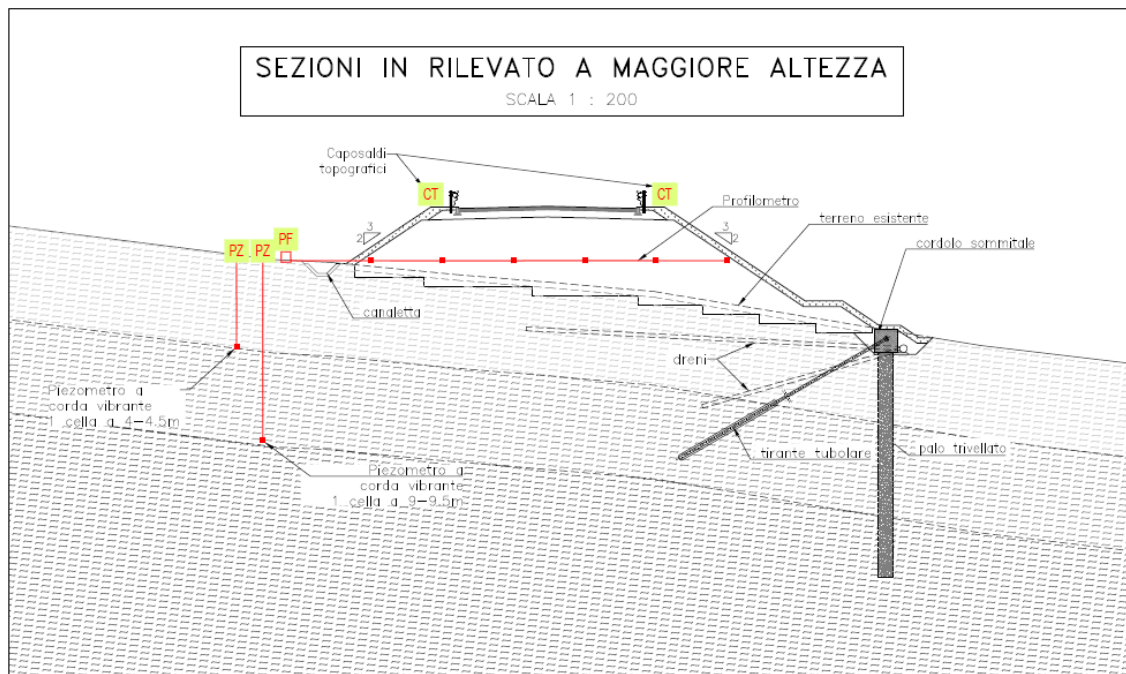 SEZIONI IN RILEVATO A MAGGIORE ALTEZZA
SCALA 1 : 200
Caposaldi
topografici
CT
CT
Profilometro
terreno esistente
cordolo sommitale
3
2
3
2
PZ
PZ
PF
canaletta
dreni
Piezometro a
corda vibrante
1 cella a 4-4.5m
tirante tubolare
palo trivellato
Piezometro a
corda vibrante
1 cella a 9-9.5m